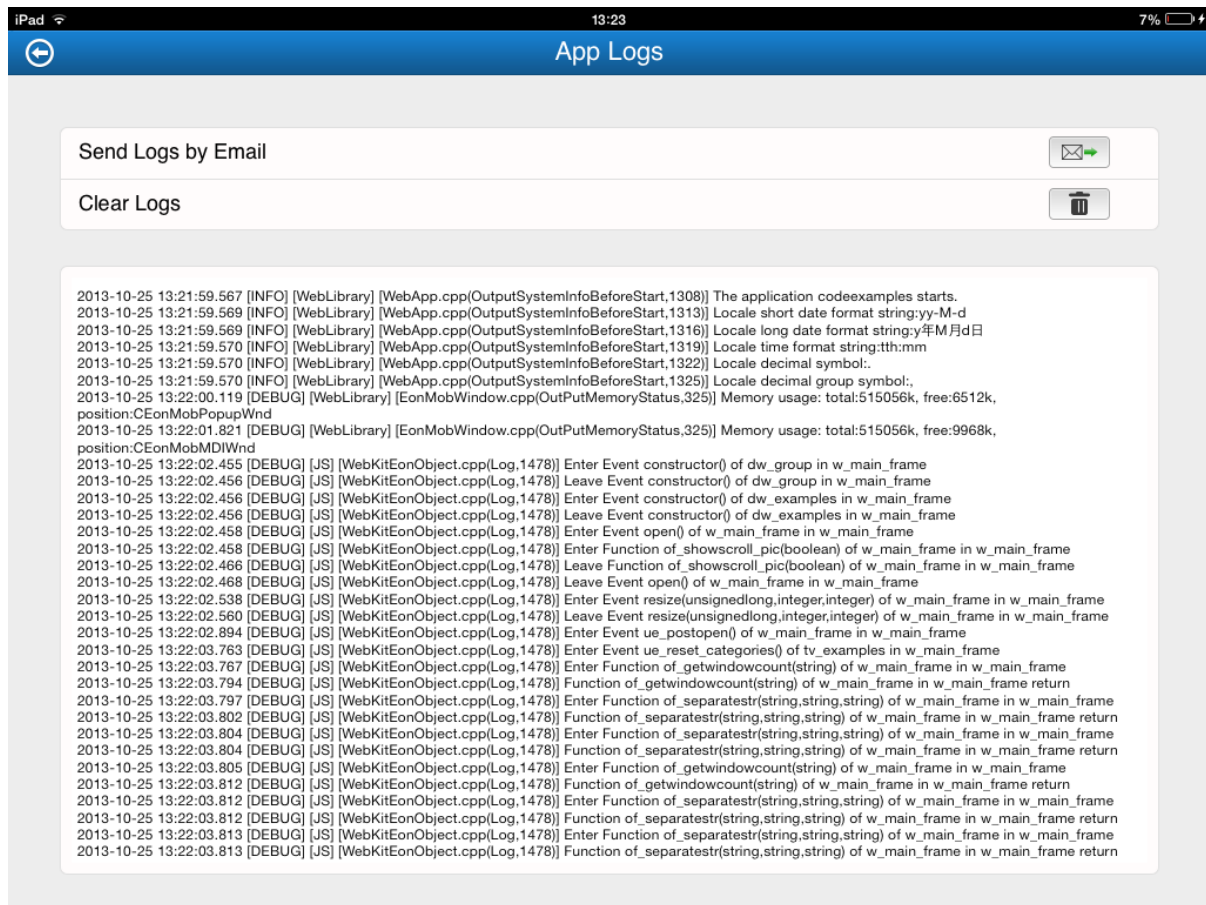 iPad 13:23 7%
App Logs
Send Logs by Email
Clear Logs
2013-10-25 13:21:59.567 [INFO] [WebLibrary] [WebApp.cpp(OutputSystemInfoBeforeStart,1308)] The application codeexamples starts.
2013-10-25 13:21:59.569 [INFO] [WebLibrary] [WebApp.cpp(OutputSystemInfoBeforeStart,1313)] Locale short date format string:yy-M-d
2013-10-25 13:21:59.569 [INFO] [WebLibrary] [WebApp.cpp(OutputSystemInfoBeforeStart,1316)] Locale long date format string:y年M月d日
2013-10-25 13:21:59.570 [INFO] [WebLibrary] [WebApp.cpp(OutputSystemInfoBeforeStart,1319)] Locale time format string:tth:mm
2013-10-25 13:21:59.570 [INFO] [WebLibrary] [WebApp.cpp(OutputSystemInfoBeforeStart,1322)] Locale decimal symbol:.
2013-10-25 13:21:59.570 [INFO] [WebLibrary] [WebApp.cpp(OutputSystemInfoBeforeStart,1325)] Locale decimal group symbol:,
2013-10-25 13:22:00.119 [DEBUG] [WebLibrary] [EonMobWindow.cpp(OutPutMemoryStatus,325)] Memory usage: total:515056k, free:6512k,
position:CEonMobPopupWnd
2013-10-25 13:22:01.821 [DEBUG] [WebLibrary] [EonMobWindow.cpp(OutPutMemoryStatus,325)] Memory usage: total:515056k, free:9968k,
position:CEonMobMDIWnd
2013-10-25 13:22:02.455 [DEBUG] [JS] [WebKitEonObject.cpp(Log,1478)] Enter Event constructor() of dw_group in w_main_frame
2013-10-25 13:22:02.456 [DEBUG] [JS] [WebKitEonObject.cpp(Log,1478)] Leave Event constructor() of dw_group in w_main_frame
2013-10-25 13:22:02.456 [DEBUG] [JS] [WebKitEonObject.cpp(Log,1478)] Enter Event constructor() of dw_examples in w_main_frame
2013-10-25 13:22:02.456 [DEBUG] [JS] [WebKitEonObject.cpp(Log,1478)] Leave Event constructor() of dw_examples in w_main_frame
2013-10-25 13:22:02.458 [DEBUG] [JS] [WebKitEonObject.cpp(Log,1478)] Enter Event open() of w_main_frame in w_main_frame
2013-10-25 13:22:02.458 [DEBUG] [JS] [WebKitEonObject.cpp(Log,1478)] Enter Function of_showscroll_pic(boolean) of w_main_frame in w_main_frame
2013-10-25 13:22:02.466 [DEBUG] [JS] [WebKitEonObject.cpp(Log,1478)] Leave Function of_showscroll_pic(boolean) of w_main_frame in w_main_frame
2013-10-25 13:22:02.468 [DEBUG] [JS] [WebKitEonObject.cpp(Log,1478)] Leave Event open() of w_main_frame in w_main_frame
2013-10-25 13:22:02.538 [DEBUG] [JS] [WebKitEonObject.cpp(Log,1478)] Enter Event resize(unsignedlong,integer,integer) of w_main_frame in w_main_frame
2013-10-25 13:22:02.560 [DEBUG] [JS] [WebKitEonObject.cpp(Log,1478)] Leave Event resize(unsignedlong,integer,integer) of w_main_frame in w_main_frame
2013-10-25 13:22:02.894 [DEBUG] [JS] [WebKitEonObject.cpp(Log,1478)] Enter Event ue_postopen() of w_main_frame in w_main_frame
2013-10-25 13:22:03.763 [DEBUG] [JS] [WebKitEonObject.cpp(Log,1478)] Enter Event ue_reset_categories() of tv_examples in w_main_frame
2013-10-25 13:22:03.767 [DEBUG] [JS] [WebKitEonObject.cpp(Log,1478)] Enter Function of_getwindowcount(string) of w_main_frame in w_main_frame
2013-10-25 13:22:03.794 [DEBUG] [JS] [WebKitEonObject.cpp(Log,1478)] Function of_getwindowcount(string) of w_main_frame in w_main_frame return
2013-10-25 13:22:03.797 [DEBUG] [JS] [WebKitEonObject.cpp(Log,1478)] Enter Function of_separatestr(string,string,string) of w_main_frame in w_main_frame
2013-10-25 13:22:03.802 [DEBUG] [JS] [WebKitEonObject.cpp(Log,1478)] Function of_separatestr(string,string,string) of w_main_frame in w_main_frame return
2013-10-25 13:22:03.804 [DEBUG] [JS] [WebKitEonObject.cpp(Log,1478)] Enter Function of_separatestr(string,string,string) of w_main_frame in w_main_frame
2013-10-25 13:22:03.804 [DEBUG] [JS] [WebKitEonObject.cpp(Log,1478)] Function of_separatestr(string,string,string) of w_main_frame in w_main_frame return
2013-10-25 13:22:03.805 [DEBUG] [JS] [WebKitEonObject.cpp(Log,1478)] Enter Function of_getwindowcount(string) of w_main_frame in w_main_frame
2013-10-25 13:22:03.812 [DEBUG] [JS] [WebKitEonObject.cpp(Log,1478)] Function of_getwindowcount(string) of w_main_frame in w_main_frame return
2013-10-25 13:22:03.812 [DEBUG] [JS] [WebKitEonObject.cpp(Log,1478)] Enter Function of_separatestr(string,string,string) of w_main_frame in w_main_frame
2013-10-25 13:22:03.812 [DEBUG] [JS] [WebKitEonObject.cpp(Log,1478)] Function of_separatestr(string,string,string) of w_main_frame in w_main_frame return
2013-10-25 13:22:03.813 [DEBUG] [JS] [WebKitEonObject.cpp(Log,1478)] Enter Function of_separatestr(string,string,string) of w_main_frame in w_main_frame
2013-10-25 13:22:03.813 [DEBUG] [JS] [WebKitEonObject.cpp(Log,1478)] Function of_separatestr(string,string,string) of w_main_frame in w_main_frame return